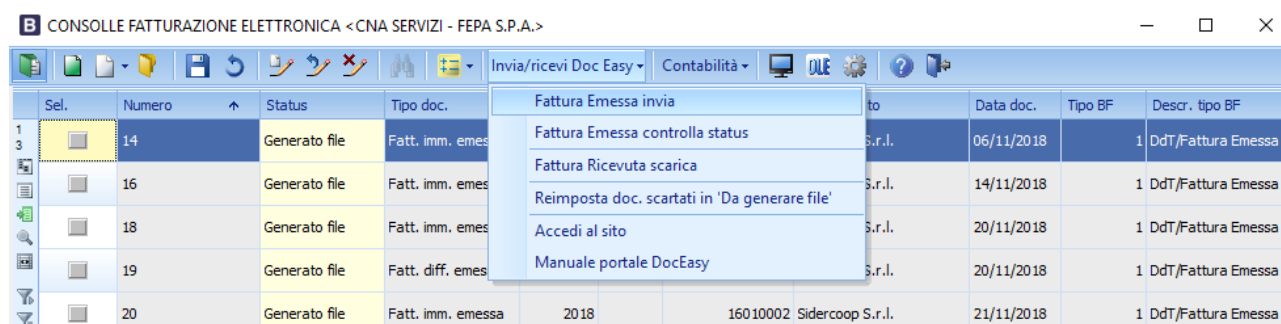 B CONSOLLE FATTURAZIONE ELETTRONICA <CNA SERVIZI - FEPA S.P.A.>
Invia/ricevi Doc Easy Contabilità DLE ?
Sel. Numero Status Tipo doc. to Data doc. Tipo BF Descr. tipo BF
Fattura Emessa invia
Fattura Emessa controlla status
Fattura Ricevuta scarica
Reimposta doc. scartati in 'Da generare file'
Accedi al sito
Manuale portale DocEasy
1
3
14 Generato file Fatt. imm. emes S.r.l. 06/11/2018 1 DdT/Fattura Emessa
16 Generato file Fatt. imm. emes S.r.l. 14/11/2018 1 DdT/Fattura Emessa
18 Generato file Fatt. imm. emes S.r.l. 20/11/2018 1 DdT/Fattura Emessa
19 Generato file Fatt. diff. emes S.r.l. 20/11/2018 1 DdT/Fattura Emessa
20 Generato file Fatt. imm. emessa 2018 16010002 Sidercoop S.r.l. 21/11/2018 1 DdT/Fattura Emessa